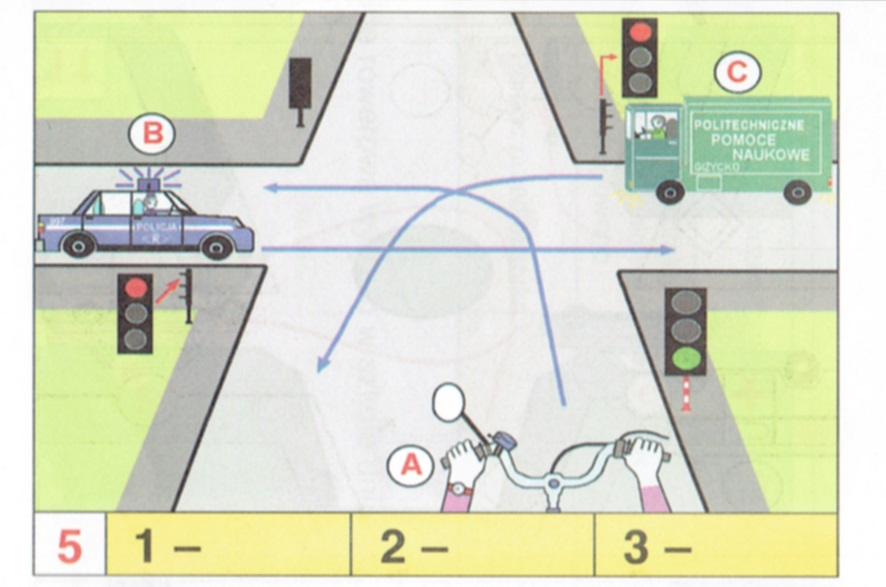 B
C
POLITECHNICZNE
POMOCE
NAUKOWE
GIŻYCKO
POLICJA
« R »
A
5
1 –
2 –
3 –